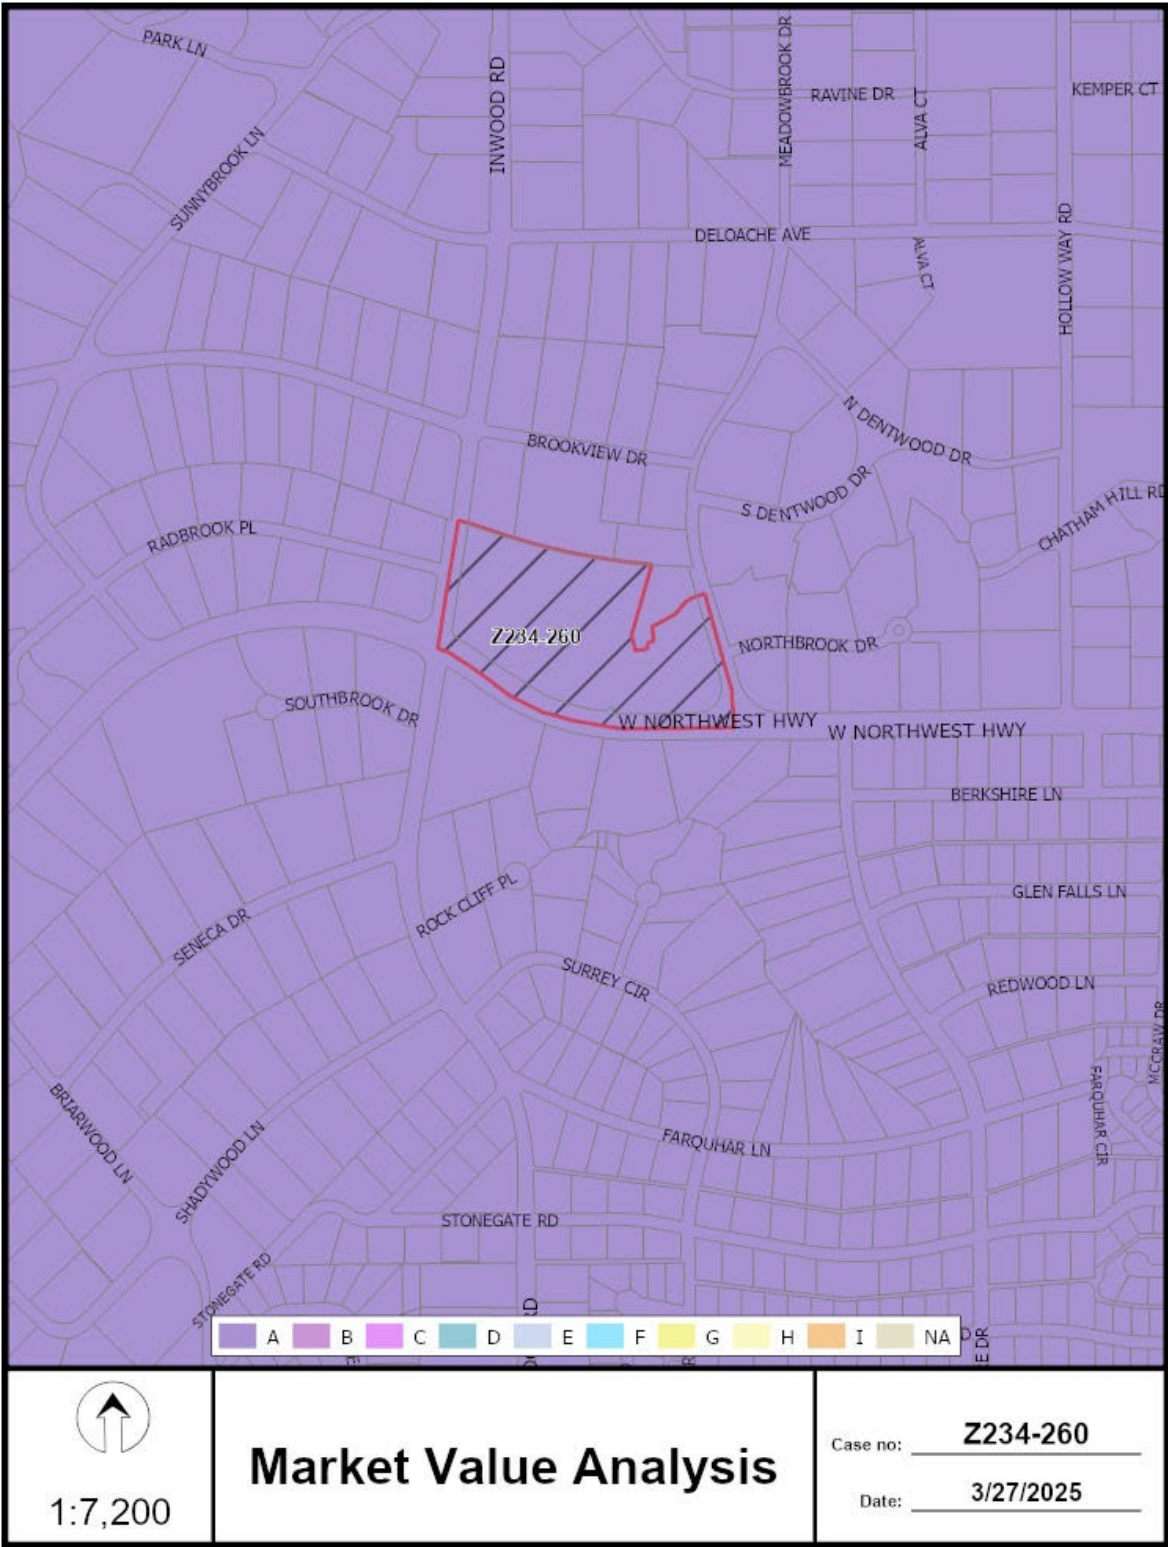 PARK LN
INWOOD RD
MEADOWBROOK DR
RAVINE DR
ALVA CT
KEMPER CT
SUNNYBROOK LN
DELOACHE AVE
ALVA CT
HOLLOW WAY RD
BROOKVIEW DR
N DENTWOOD DR
S DENTWOOD DR
CHATHAM HILL RD
RADBROOK PL
Z234-260
NORTHBROOK DR
SOUTHBROOK DR
W NORTHWEST HWY
W NORTHWEST HWY
BERKSHIRE LN
ROCK CLIFF PL
GLEN FALLS LN
SENECA DR
SURREY CIR
REDWOOD LN
MCCRAW DR
BRIARWOOD LN
FARQUHAR CIR
SHADYWOOD LN
FARQUHAR LN
STONEGATE RD
STONEGATE RD
A B C D E F G H I NA
1:7,200
Market Value Analysis
Case no: Z234-260
Date: 3/27/2025